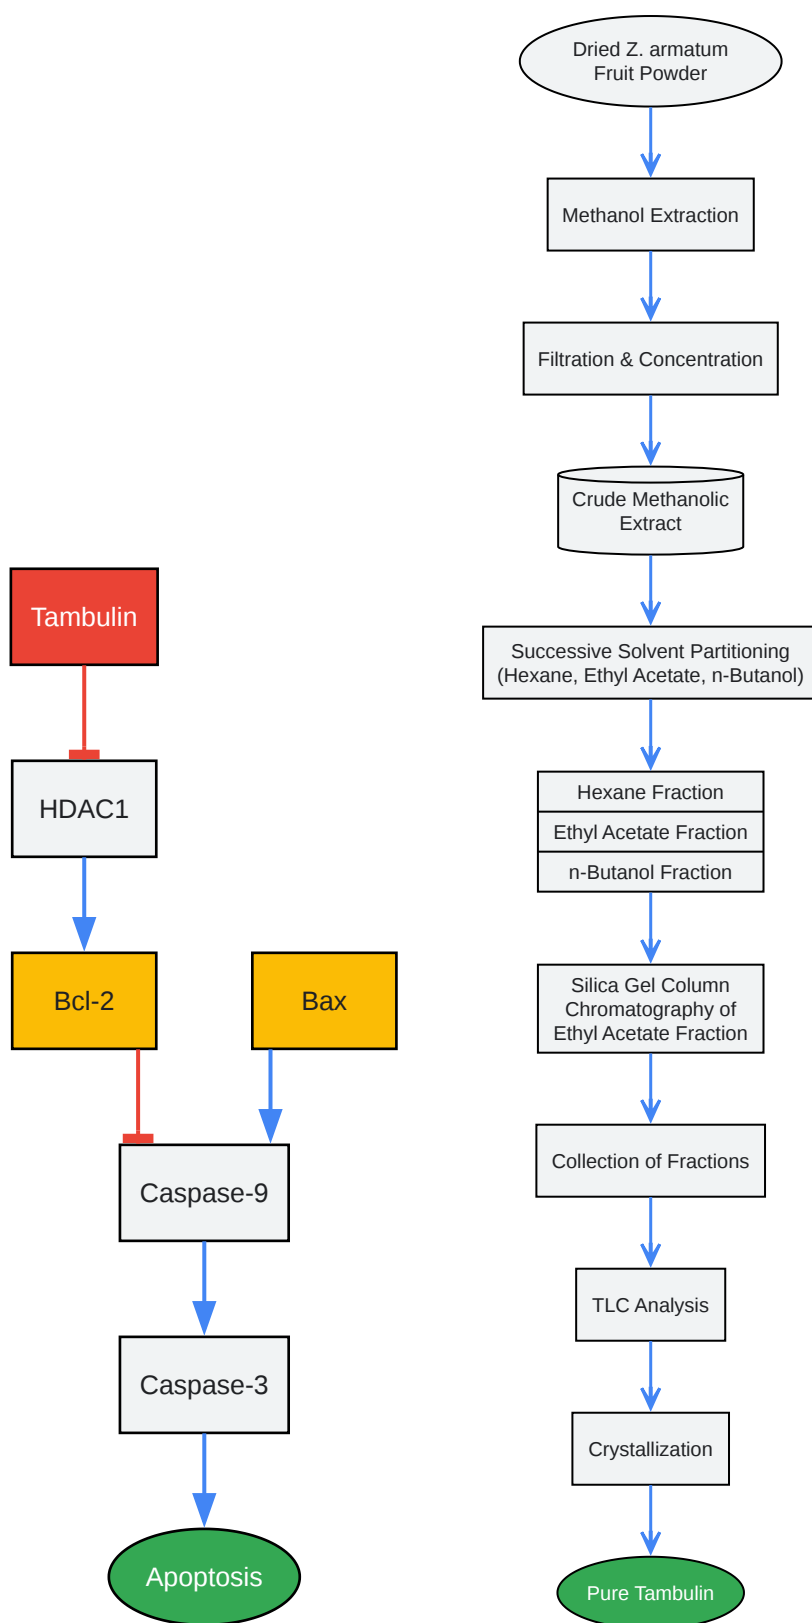 Tambulin
HDAC1
Bcl-2
Bax
Caspase-9
Caspase-3
Apoptosis
Dried Z. armatum
Fruit Powder
Methanol Extraction
Filtration & Concentration
Crude Methanolic
Extract
Successive Solvent Partitioning
(Hexane, Ethyl Acetate, n-Butanol)
Hexane Fraction
Ethyl Acetate Fraction
n-Butanol Fraction
Silica Gel Column
Chromatography of
Ethyl Acetate Fraction
Collection of Fractions
TLC Analysis
Crystallization
Pure Tambulin